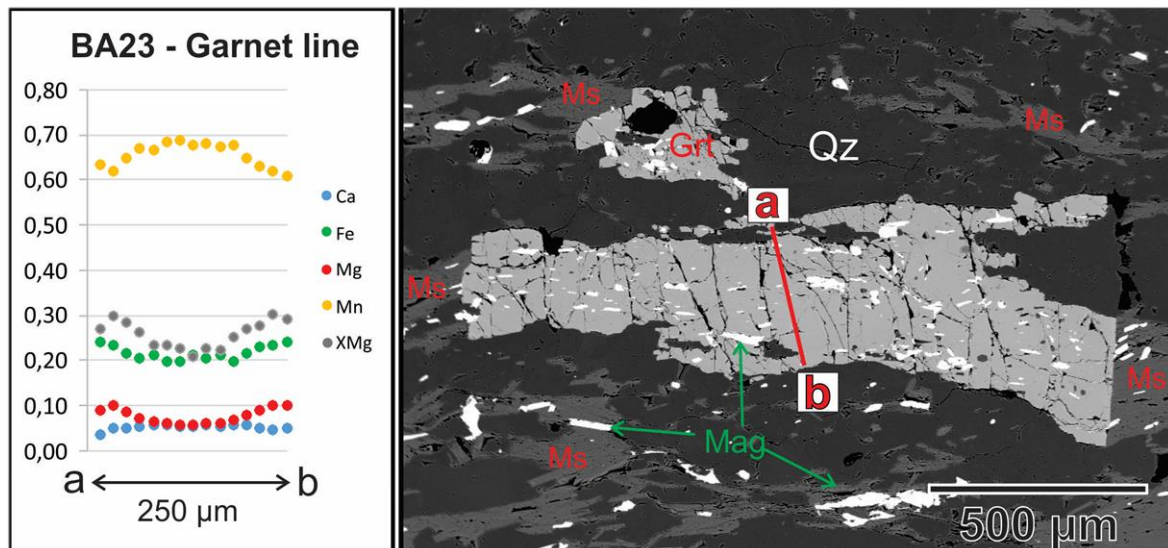 BA23 - Garnet line
0,80
0,70
0,60
0,50
0,40
0,30
0,20
0,10
0,00
Ca
Fe
Mg
Mn
XMg
a b
250 µm
Ms
Grt
Qz
Ms
a
Ms
b
Ms
Mag
Ms
500 µm